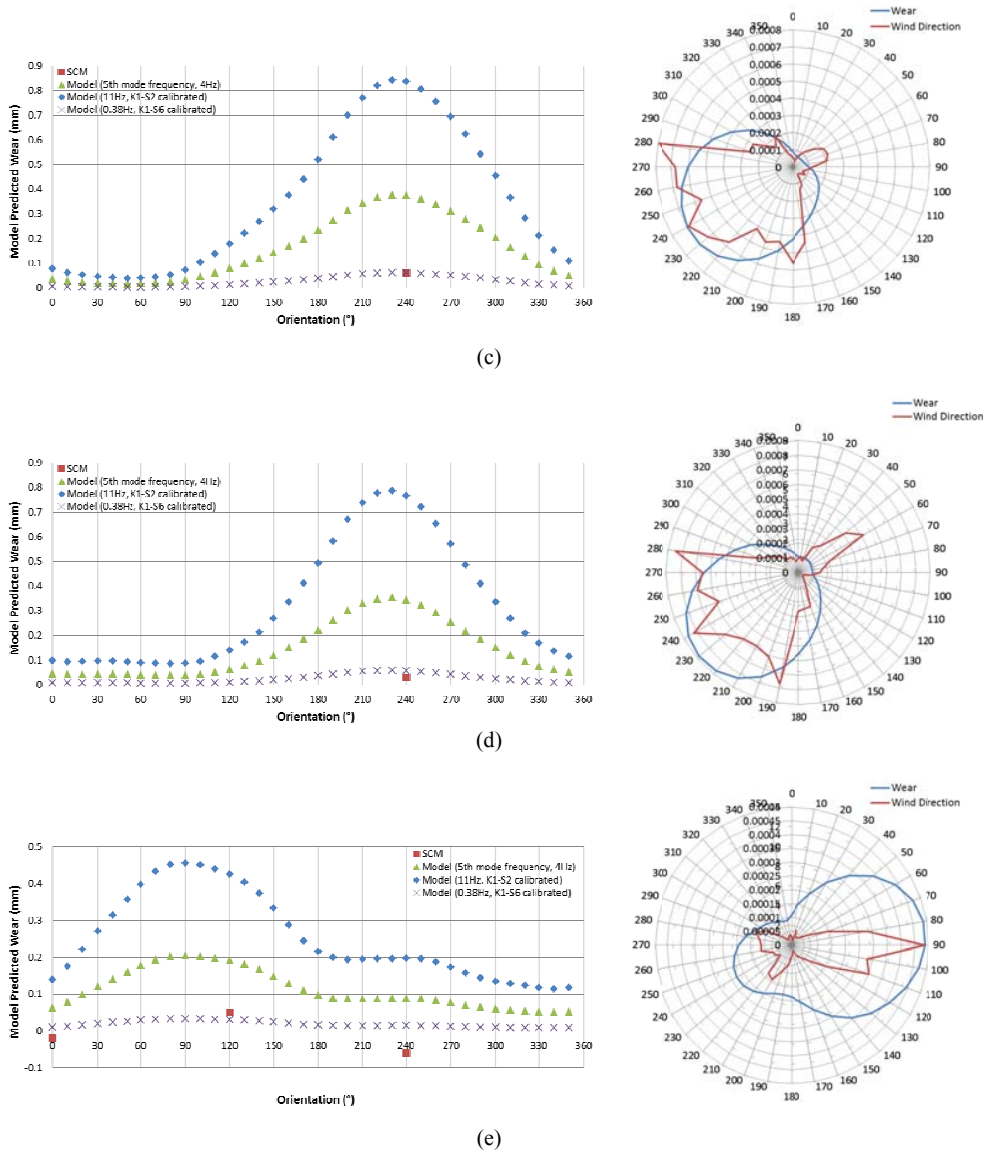 Wear
Wind Direction
0.9
0.8
0.7
0.6
0.5
0.4
0.3
0.2
0.1
0
Model Predicted Wear (mm)
SCM
Model (5th mode frequency, 4Hz)
Model (11Hz, K1-S2 calibrated)
Model (0.38Hz, K1-S6 calibrated)
0 30 60 90 120 150 180 210 240 270 300 330 360
Orientation (°)
0.0008
0.0007
0.0006
0.0005
0.0004
0.0003
0.0002
0.0001
0
0 10 20 30 40 50 60 70 80 90 100 110 120 130 140 150 160 170 180 190 200 210 220 230 240 250 260 270 280 290 300 310 320 330 340 350
(c)
Wear
Wind Direction
0.9
0.8
0.7
0.6
0.5
0.4
0.3
0.2
0.1
0
Model Predicted Wear (mm)
SCM
Model (5th mode frequency, 4Hz)
Model (11Hz, K1-S2 calibrated)
Model (0.38Hz, K1-S6 calibrated)
0 30 60 90 120 150 180 210 240 270 300 330 360
Orientation (°)
0 10 20 30 40 50 60 70 80 90 100 110 120 130 140 150 160 170 180 190 200 210 220 230 240 250 260 270 280 290 300 310 320 330 340 350
(d)
Wear
Wind Direction
0.5
0.4
0.3
0.2
0.1
0
-0.1
Model Predicted Wear (mm)
SCM
Model (5th mode frequency, 4Hz)
Model (11Hz, K1-S2 calibrated)
Model (0.38Hz, K1-S6 calibrated)
0 30 60 90 120 150 180 210 240 270 300 330 360
Orientation (°)
0 10 20 30 40 50 60 70 80 90 100 110 120 130 140 150 160 170 180 190 200 210 220 230 240 250 260 270 280 290 300 310 320 330 340 350
(e)